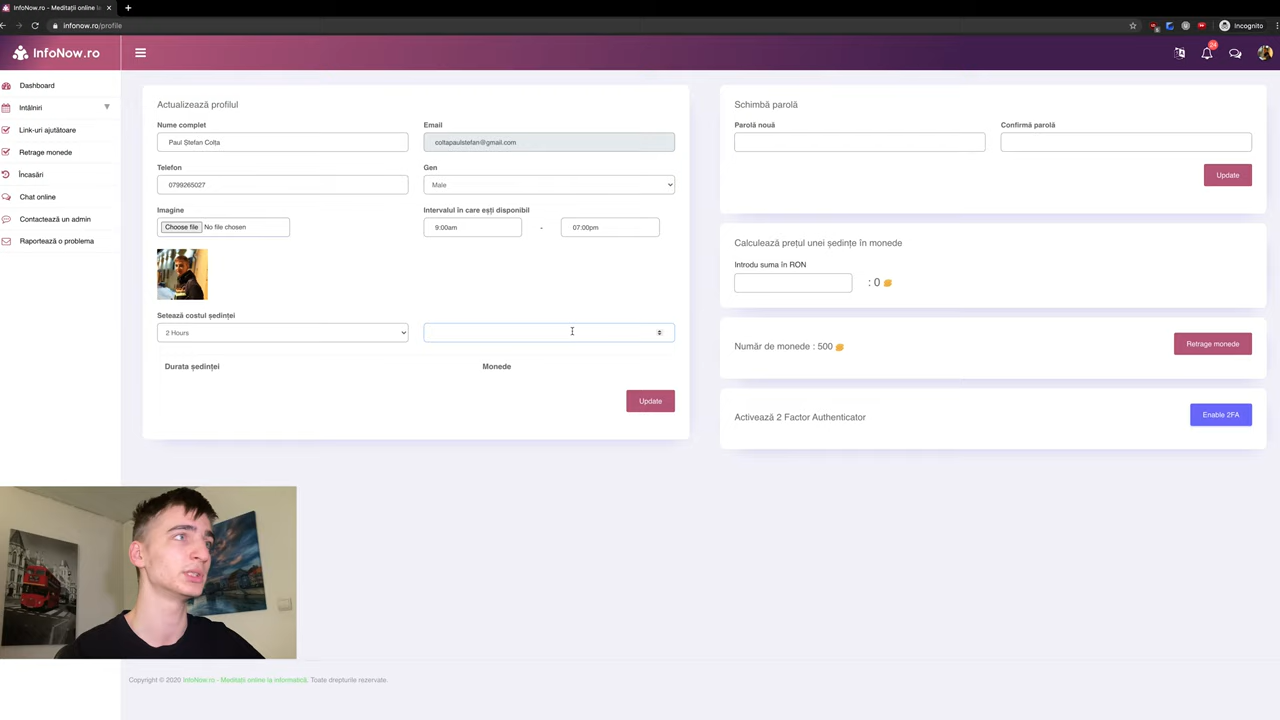 InfoNow.ro – Meditații online la
infonow.ro/profile
Incognito
InfoNow.ro
24
Dashboard
Intâlniri
Link-uri ajutătoare
Retrage monede
Încasări
Chat online
Contactează un admin
Raportează o problema
Actualizează profilul
Nume complet
Email
Paul Ștefan Colța
coltapaulstefan@gmail.com
Telefon
Gen
0799265027
Male
Imagine
Intervalul în care ești disponibil
Choose file No file chosen
9.00am - 07.00pm
Setează costul ședinței
2 Hours
Durata ședinței
Monede
Update
Schimbă parolă
Parolă nouă
Confirmă parolă
Update
Calculează prețul unei ședințe în monede
Introdu suma în RON
: 0
Număr de monede : 500
Retrage monede
Activează 2 Factor Authenticator
Enable 2FA
Copyright © 2020 InfoNow.ro - Meditații online la informatică. Toate drepturile rezervate.